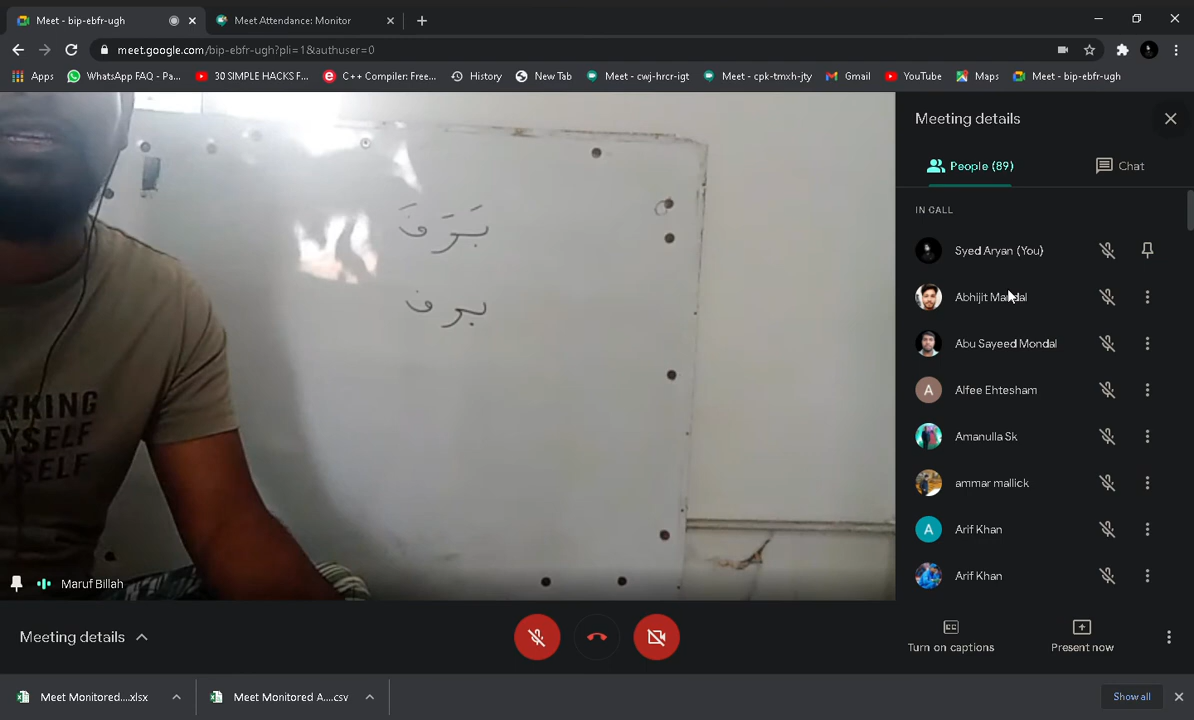 Meet - bip-ebfr-ugh
Meet Attendance: Monitor
meet.google.com/bip-ebfr-ugh?pli=1&authuser=0
Apps
WhatsApp FAQ - Pa...
30 SIMPLE HACKS F...
C++ Compiler: Free...
History
New Tab
Meet - cwj-hrcr-igt
Meet - cpk-tmxh-jty
Gmail
YouTube
Maps
Meet - bip-ebfr-ugh
Meeting details
People (89)
Chat
IN CALL
Syed Aryan (You)
Abhijit Mandal
Abu Sayeed Mondal
A
Alfee Ehtesham
Amanulla Sk
ammar mallick
A
Arif Khan
Arif Khan
بَرَفَ
برف
RKING
YSELF
YSELF
Maruf Billah
Meeting details
CC
Turn on captions
Present now
Meet Monitored....xlsx
Meet Monitored A....csv
Show all